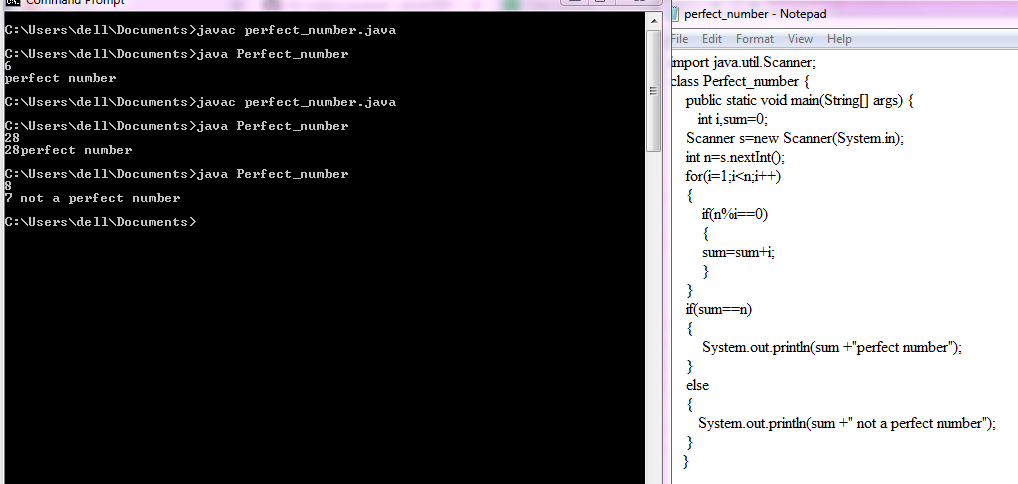 Command Prompt
C:\Users\dell\Documents>javac perfect_number.java
C:\Users\dell\Documents>java Perfect_number
6
perfect number
C:\Users\dell\Documents>javac perfect_number.java
C:\Users\dell\Documents>java Perfect_number
28
28perfect number
C:\Users\dell\Documents>java Perfect_number
8
7 not a perfect number
C:\Users\dell\Documents>
perfect_number - Notepad
File Edit Format View Help
import java.util.Scanner;
class Perfect_number {
public static void main(String[] args) {
int i,sum=0;
Scanner s=new Scanner(System.in);
int n=s.nextInt();
for(i=1;i<n;i++)
{
if(n%i==0)
{
sum=sum+i;
}
}
if(sum==n)
{
System.out.println(sum +"perfect number");
}
else
{
System.out.println(sum +" not a perfect number");
}
}